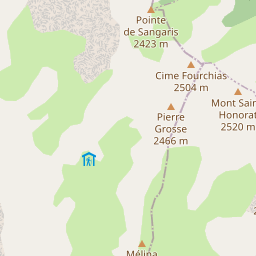 Pointe
de Sangaris
2423 m
Cime Fourchias
2504 m
Mont Sain
Honorat
2520 m
Pierre
Grosse
2466 m
Mélina